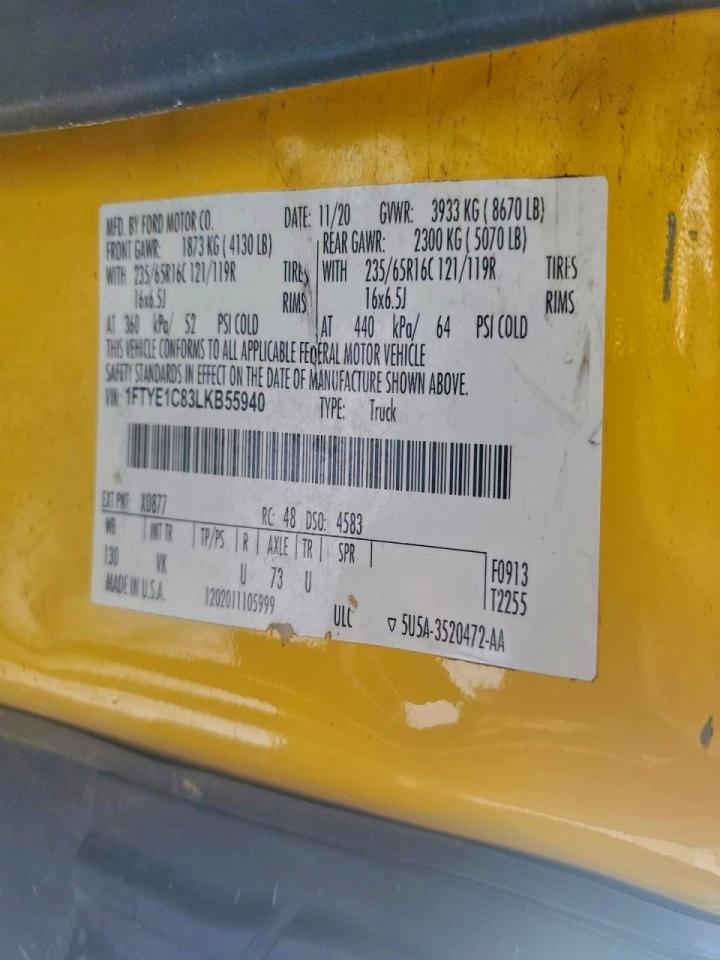 MFD. BY FORD MOTOR CO. DATE: 11/20 GVWR: 3933 KG ( 8670 LB)
FRONT GAWR: 1873 KG ( 4130 LB) REAR GAWR: 2300 KG ( 5070 LB)
WITH 235/65R16C 121/119R TIRES WITH 235/65R16C 121/119R TIRES
16x6.5J RIMS 16x6.5J RIMS
AT 360 kPa/ 52 PSI COLD AT 440 kPa/ 64 PSI COLD
THIS VEHICLE CONFORMS TO ALL APPLICABLE FEDERAL MOTOR VEHICLE
SAFETY STANDARDS IN EFFECT ON THE DATE OF MANUFACTURE SHOWN ABOVE.
VIN: 1FTYE1C83LKB55940 TYPE: Truck
EXT PNT: X0877 RC: 48 DSO: 4583
WB INT TR TP/PS R AXLE TR SPR
130 VK U 73 U F0913
MADE IN U.S.A. T2255
1202011105999 ULC ▽ 5U5A-3520472-AA